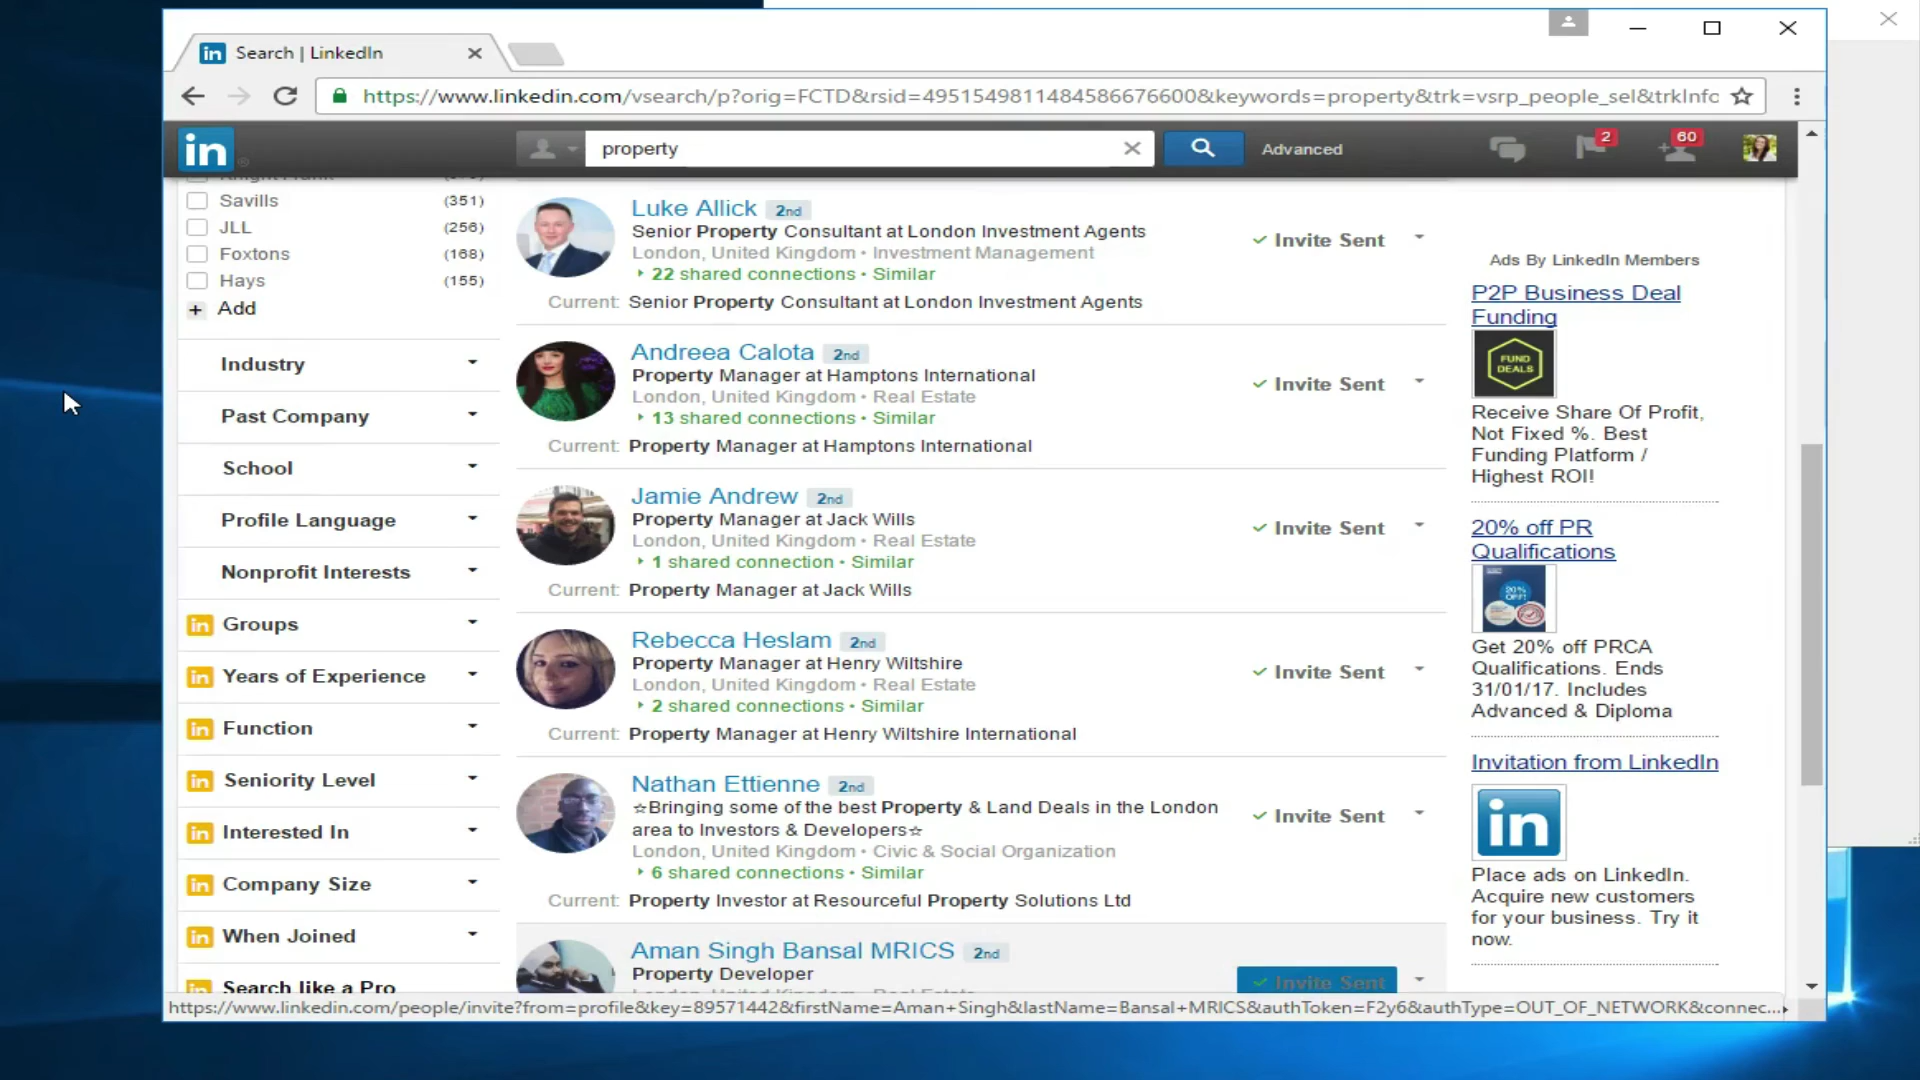 Search | LinkedIn
https://www.linkedin.com/vsearch/p?orig=FCTD&rsid=4951549811484586676600&keywords=property&trk=vsrp_people_sel&trkInfo
in
property
Advanced
2
60
Savills (351)
JLL (256)
Foxtons (168)
Hays (155)
+ Add
Industry
Past Company
School
Profile Language
Nonprofit Interests
in Groups
in Years of Experience
in Function
in Seniority Level
in Interested In
in Company Size
in When Joined
in Search like a Pro
Luke Allick 2nd
Senior Property Consultant at London Investment Agents
London, United Kingdom • Investment Management
22 shared connections • Similar
Current: Senior Property Consultant at London Investment Agents
Invite Sent
Andreea Calota 2nd
Property Manager at Hamptons International
London, United Kingdom • Real Estate
13 shared connections • Similar
Current: Property Manager at Hamptons International
Invite Sent
Jamie Andrew 2nd
Property Manager at Jack Wills
London, United Kingdom • Real Estate
1 shared connection • Similar
Current: Property Manager at Jack Wills
Invite Sent
Rebecca Heslam 2nd
Property Manager at Henry Wiltshire
London, United Kingdom • Real Estate
2 shared connections • Similar
Current: Property Manager at Henry Wiltshire International
Invite Sent
Nathan Ettienne 2nd
☆Bringing some of the best Property & Land Deals in the London
area to Investors & Developers☆
London, United Kingdom • Civic & Social Organization
6 shared connections • Similar
Current: Property Investor at Resourceful Property Solutions Ltd
Invite Sent
Aman Singh Bansal MRICS 2nd
Property Developer
Invite Sent
Ads By LinkedIn Members
P2P Business Deal
Funding
FUND
DEALS
Receive Share Of Profit,
Not Fixed %. Best
Funding Platform /
Highest ROI!
20% off PR
Qualifications
20%
OFF!
Get 20% off PRCA
Qualifications. Ends
31/01/17. Includes
Advanced & Diploma
Invitation from LinkedIn
in
Place ads on LinkedIn.
Acquire new customers
for your business. Try it
now.
https://www.linkedin.com/people/invite?from=profile&key=89571442&firstName=Aman+Singh&lastName=Bansal+MRICS&authToken=F2y6&authType=OUT_OF_NETWORK&connec...